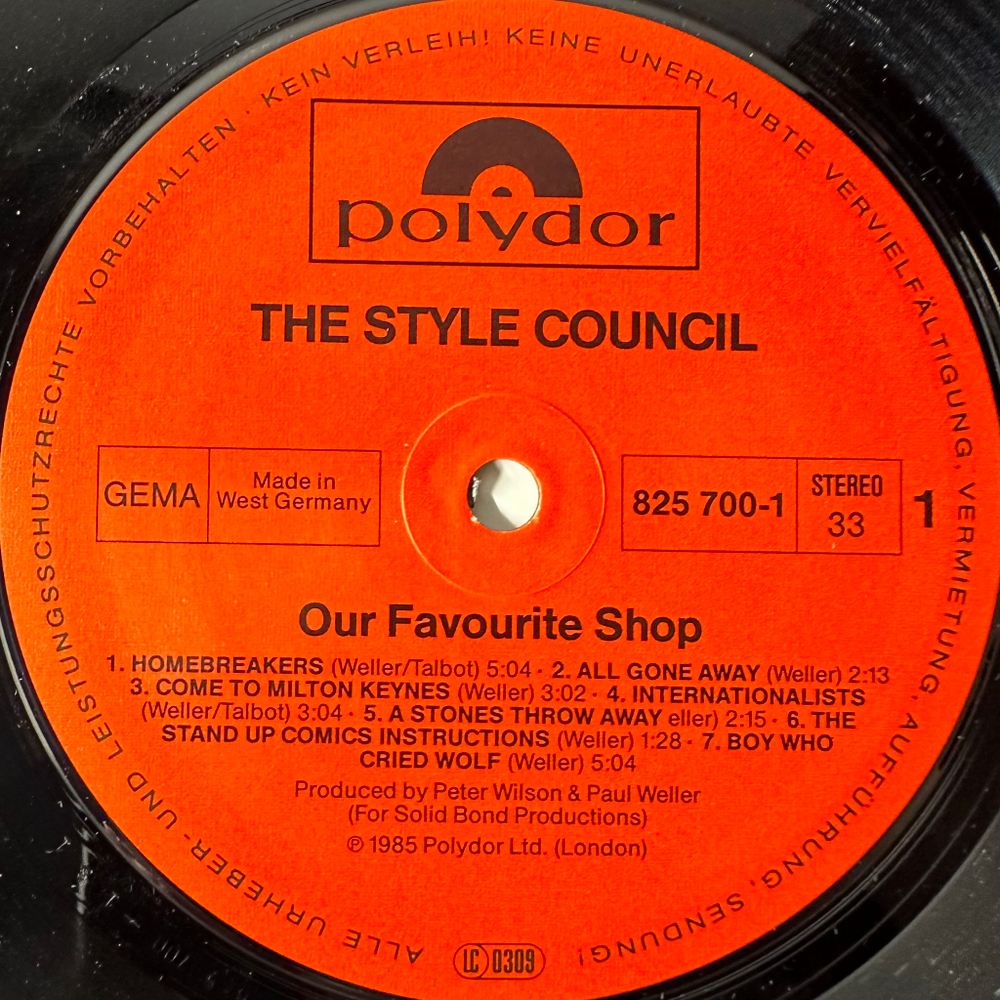 ALLE URHEBER- UND LEISTUNGSSCHUTZRECHTE VORBEHALTEN · KEIN VERLEIH! KEINE UNERLAUBTE VERVIELFÄLTIGUNG, VERMIETUNG, AUFFÜHRUNG, SENDUNG!
polydor
THE STYLE COUNCIL
GEMA
Made in
West Germany
825 700-1
STEREO
33
1
Our Favourite Shop
1. HOMEBREAKERS (Weller/Talbot) 5:04 · 2. ALL GONE AWAY (Weller) 2:13
3. COME TO MILTON KEYNES (Weller) 3:02 · 4. INTERNATIONALISTS
(Weller/Talbot) 3:04 · 5. A STONES THROW AWAY eller) 2:15 · 6. THE
STAND UP COMICS INSTRUCTIONS (Weller) 1:28 · 7. BOY WHO
CRIED WOLF (Weller) 5:04
Produced by Peter Wilson & Paul Weller
(For Solid Bond Productions)
℗ 1985 Polydor Ltd. (London)
LC 0309